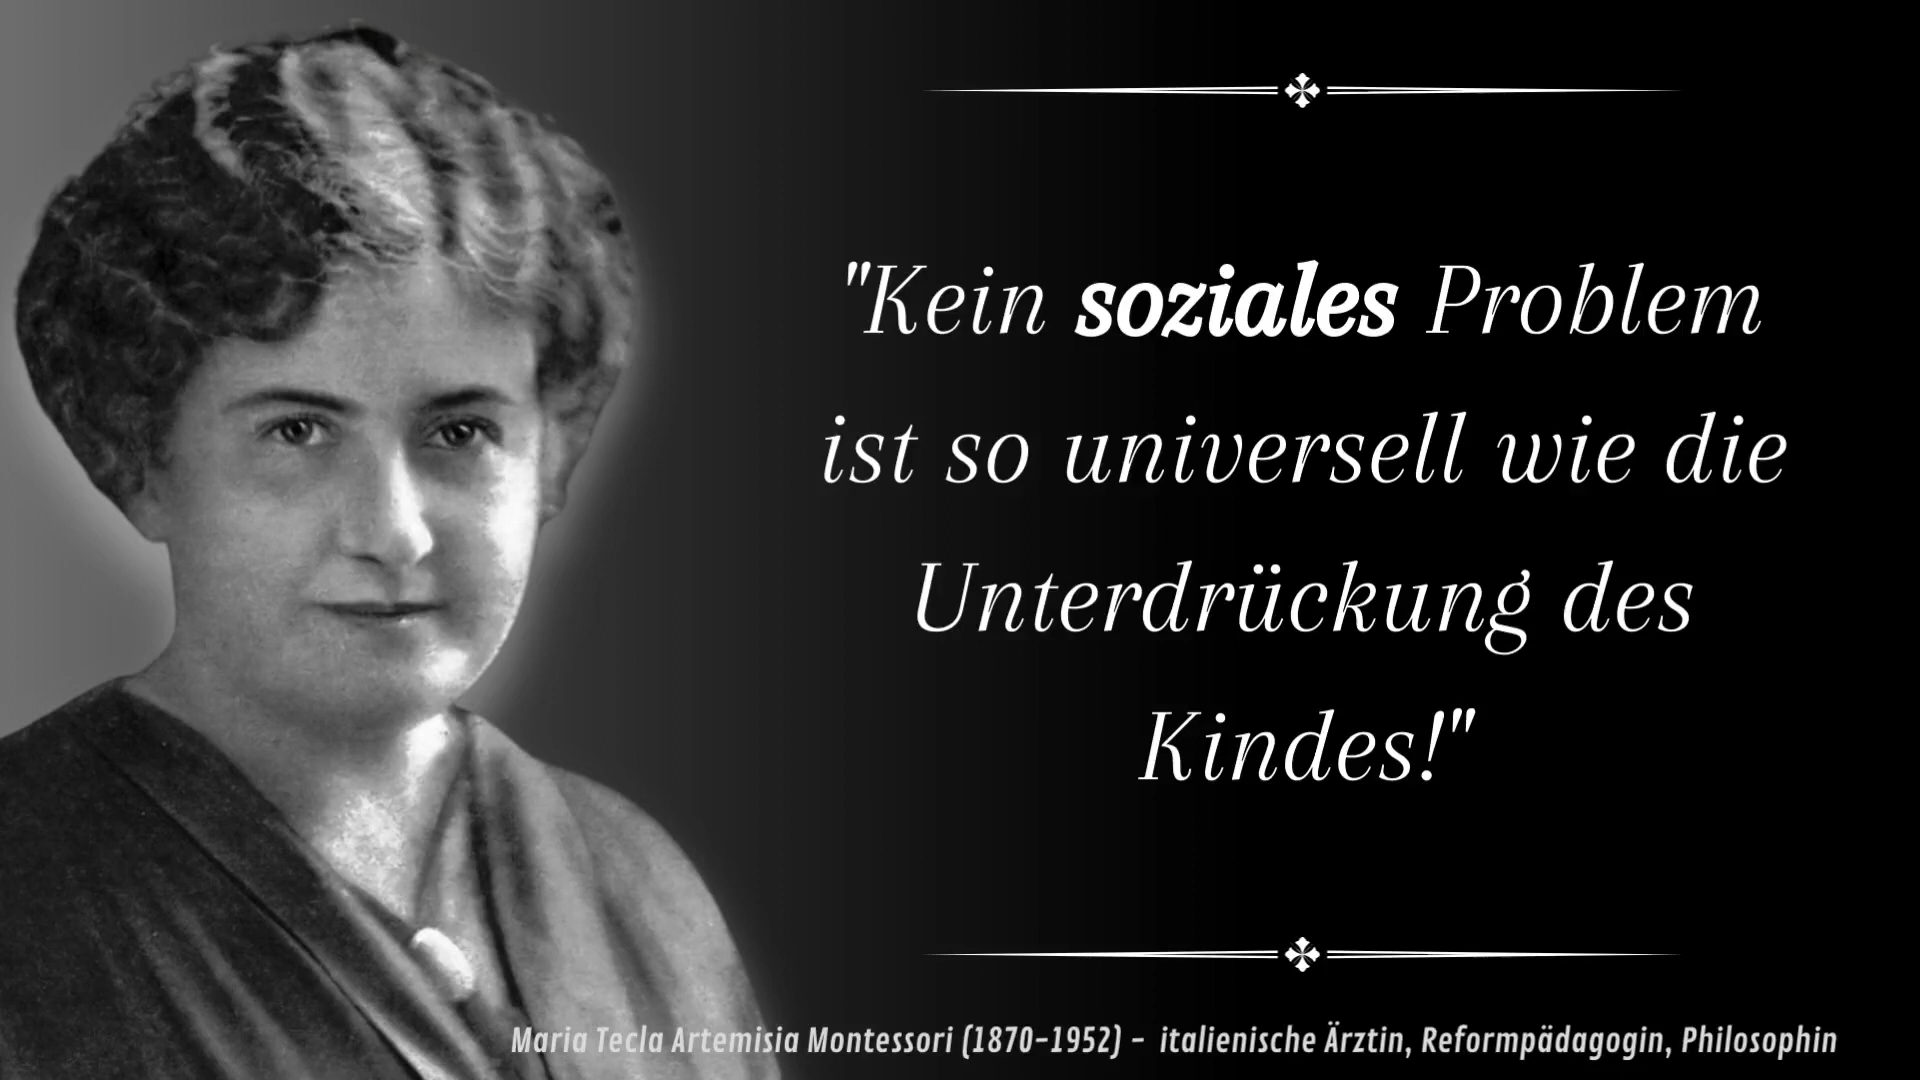 "Kein soziales Problem
ist so universell wie die
Unterdrückung des
Kindes!"
Maria Tecla Artemisia Montessori (1870-1952) - italienische Ärztin, Reformpädagogin, Philosophin